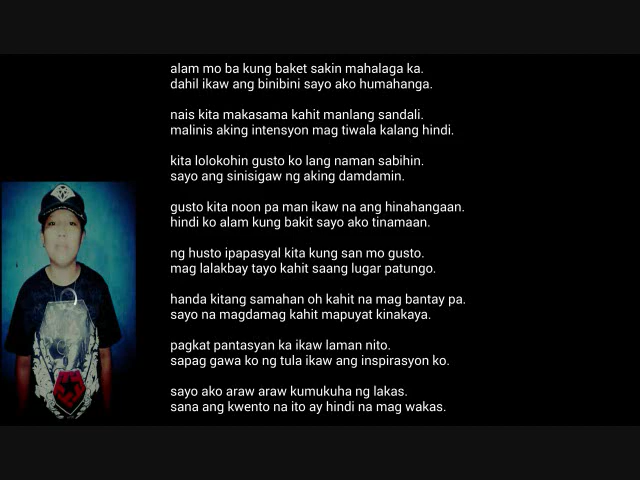 alam mo ba kung baket sakin mahalaga ka.
dahil ikaw ang binibini sayo ako humahanga.
nais kita makasama kahit manlang sandali.
malinis aking intensyon mag tiwala kalang hindi.
kita lolokohin gusto ko lang naman sabihin.
sayo ang sinisigaw ng aking damdamin.
gusto kita noon pa man ikaw na ang hinahangaan.
hindi ko alam kung bakit sayo ako tinamaan.
ng husto ipapasyal kita kung san mo gusto.
mag lalakbay tayo kahit saang lugar patungo.
handa kitang samahan oh kahit na mag bantay pa.
sayo na magdamag kahit mapuyat kinakaya.
pagkat pantasyan ka ikaw laman nito.
sapag gawa ko ng tula ikaw ang inspirasyon ko.
sayo ako araw araw kumukuha ng lakas.
sana ang kwento na ito ay hindi na mag wakas.